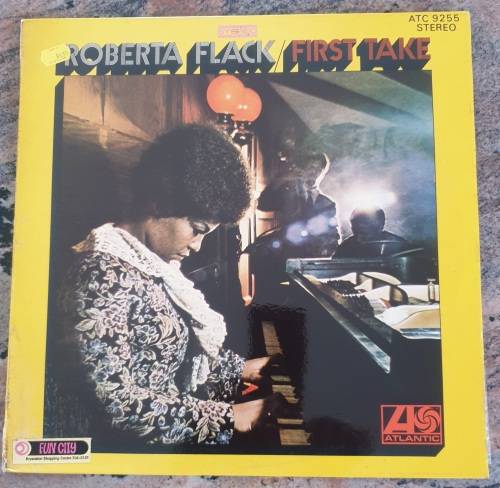 ATC 9255
STEREO
ROBERTA FLACK/FIRST TAKE
ATLANTIC
FUN CITY